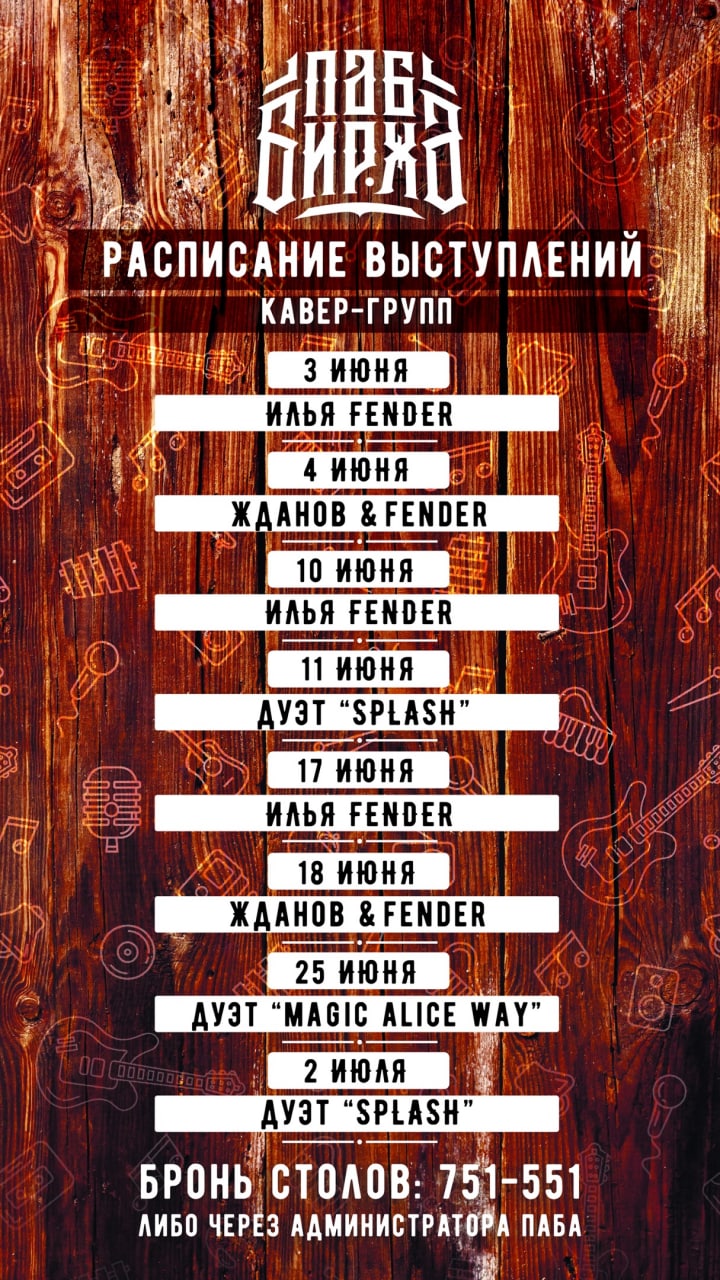 ПАБ
БИРЖА
РАСПИСАНИЕ ВЫСТУПЛЕНИЙ
КАВЕР-ГРУПП
3 ИЮНЯ
ИЛЬЯ FENDER
4 ИЮНЯ
ЖДАНОВ & FENDER
10 ИЮНЯ
ИЛЬЯ FENDER
11 ИЮНЯ
ДУЭТ “SPLASH”
17 ИЮНЯ
ИЛЬЯ FENDER
18 ИЮНЯ
ЖДАНОВ & FENDER
25 ИЮНЯ
ДУЭТ “MAGIC ALICE WAY”
2 ИЮЛЯ
ДУЭТ “SPLASH”
БРОНЬ СТОЛОВ: 751-551
ЛИБО ЧЕРЕЗ АДМИНИСТРАТОРА ПАБА